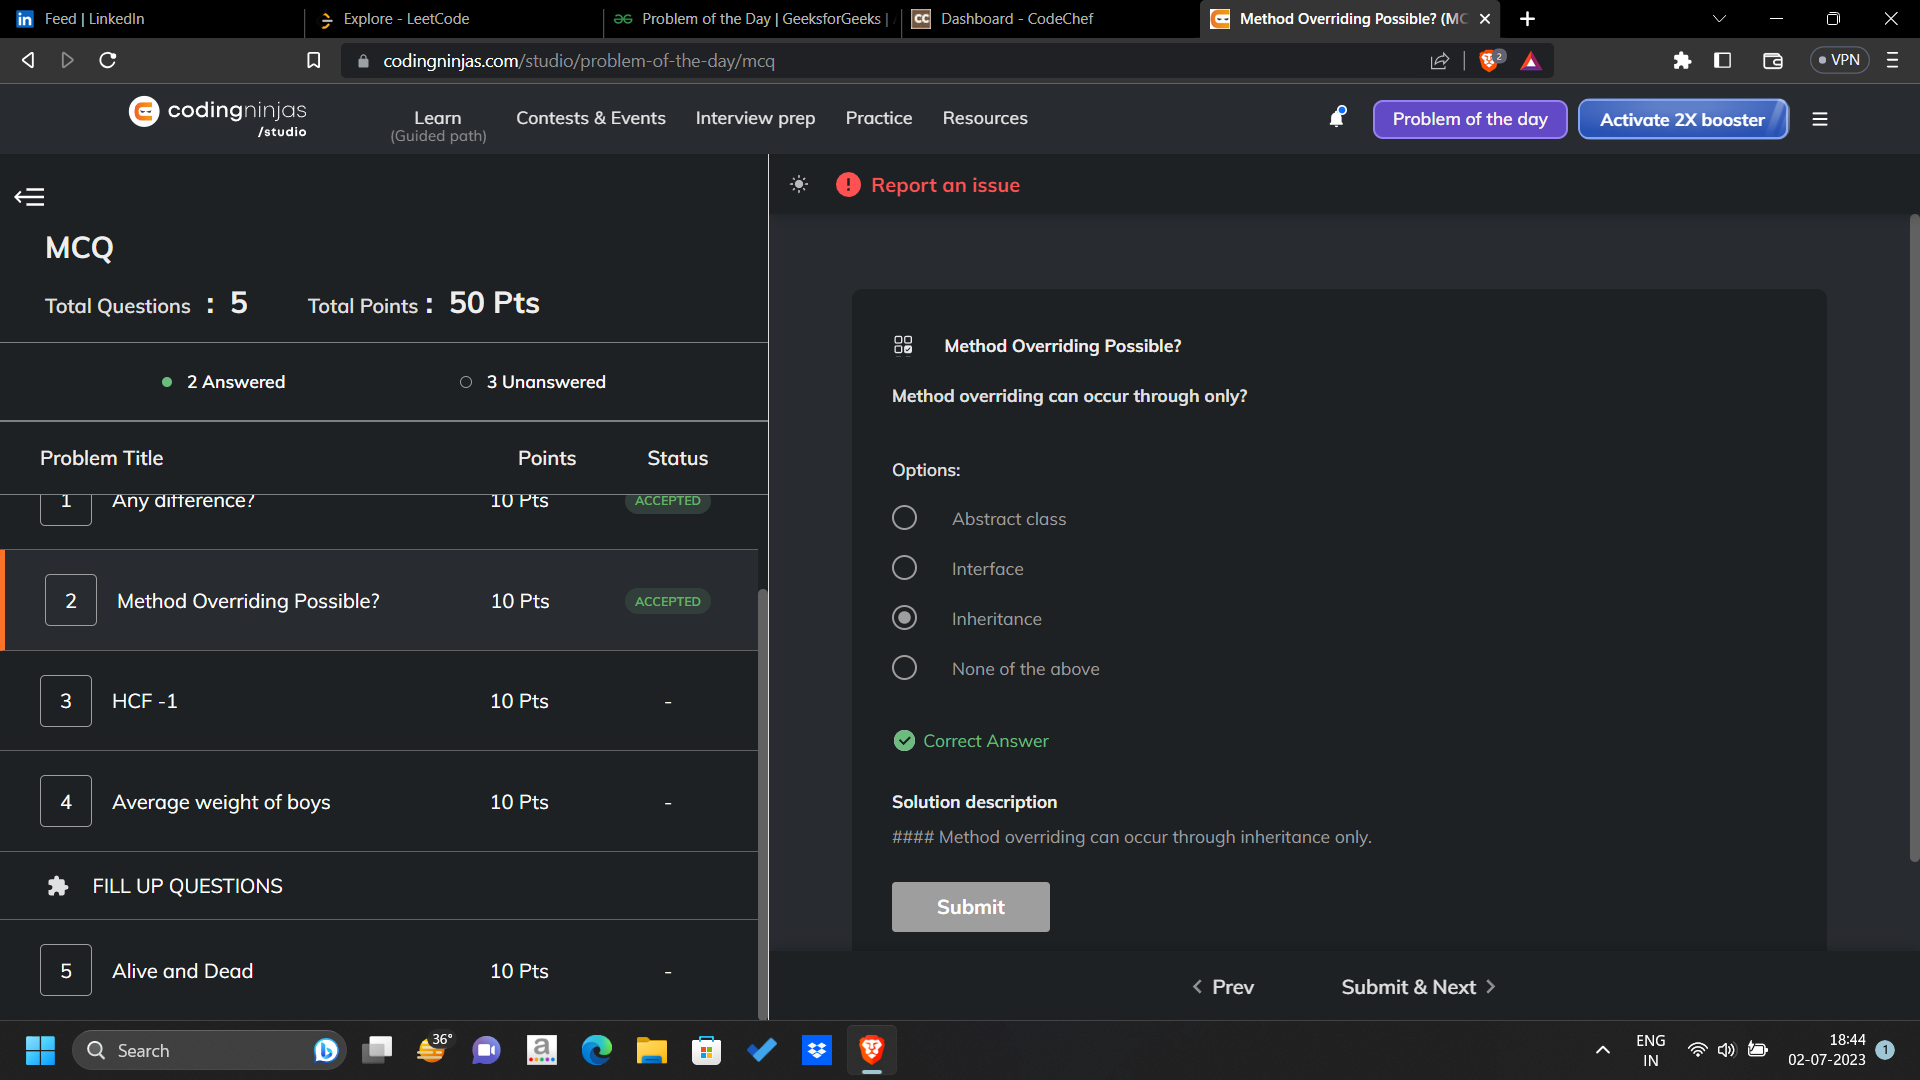 Feed | LinkedIn
Explore - LeetCode
Problem of the Day | GeeksforGeeks |
CC
Dashboard - CodeChef
Method Overriding Possible? (MC
codingninjas.com/studio/problem-of-the-day/mcq
2
VPN
codingninjas
/studio
Learn
(Guided path)
Contests & Events
Interview prep
Practice
Resources
Problem of the day
Activate 2X booster
Report an issue
MCQ
Total Questions : 5
Total Points : 50 Pts
2 Answered
3 Unanswered
Problem Title
Points
Status
1
Any difference?
10 Pts
ACCEPTED
2
Method Overriding Possible?
10 Pts
ACCEPTED
3
HCF -1
10 Pts
-
4
Average weight of boys
10 Pts
-
FILL UP QUESTIONS
5
Alive and Dead
10 Pts
-
Method Overriding Possible?
Method overriding can occur through only?
Options:
Abstract class
Interface
Inheritance
None of the above
Correct Answer
Solution description
#### Method overriding can occur through inheritance only.
Submit
Prev
Submit & Next
Search
36°
a
ENG
IN
18:44
02-07-2023
1